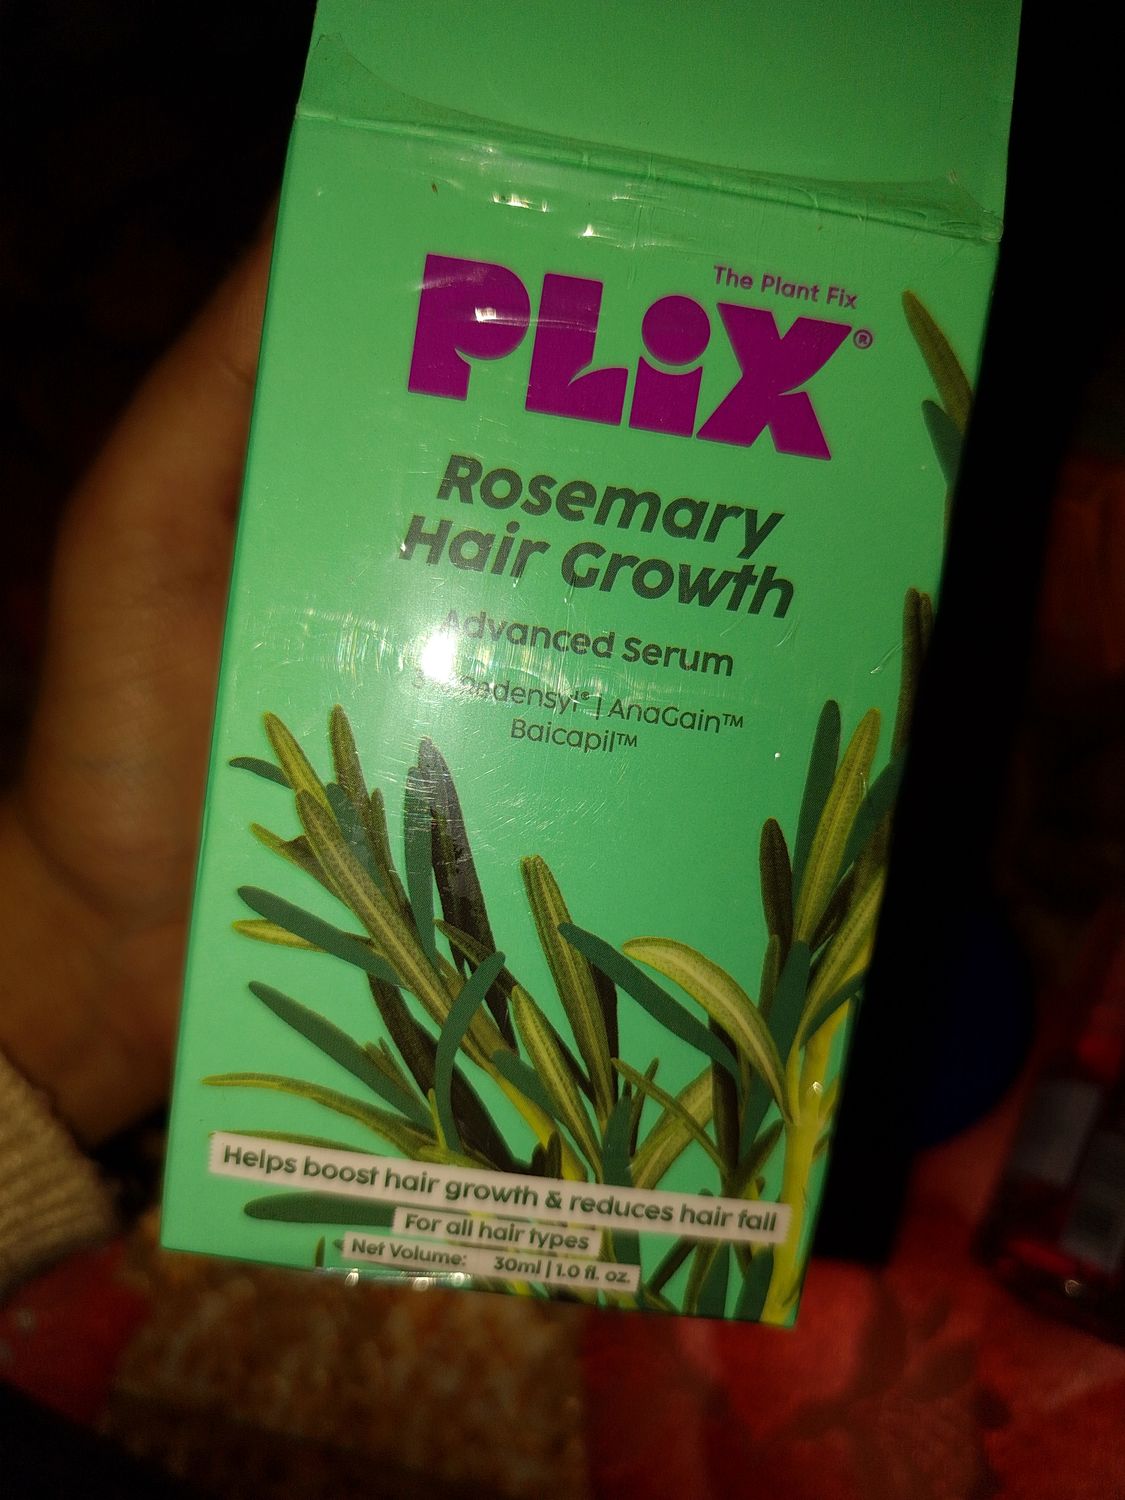 The Plant Fix
PLiX®
Rosemary
Hair Growth
Advanced Serum
| AnaGain™
Baicapil™
Helps boost hair growth & reduces hair fall
For all hair types
Net Volume: 30ml | 1.0 fl. oz.